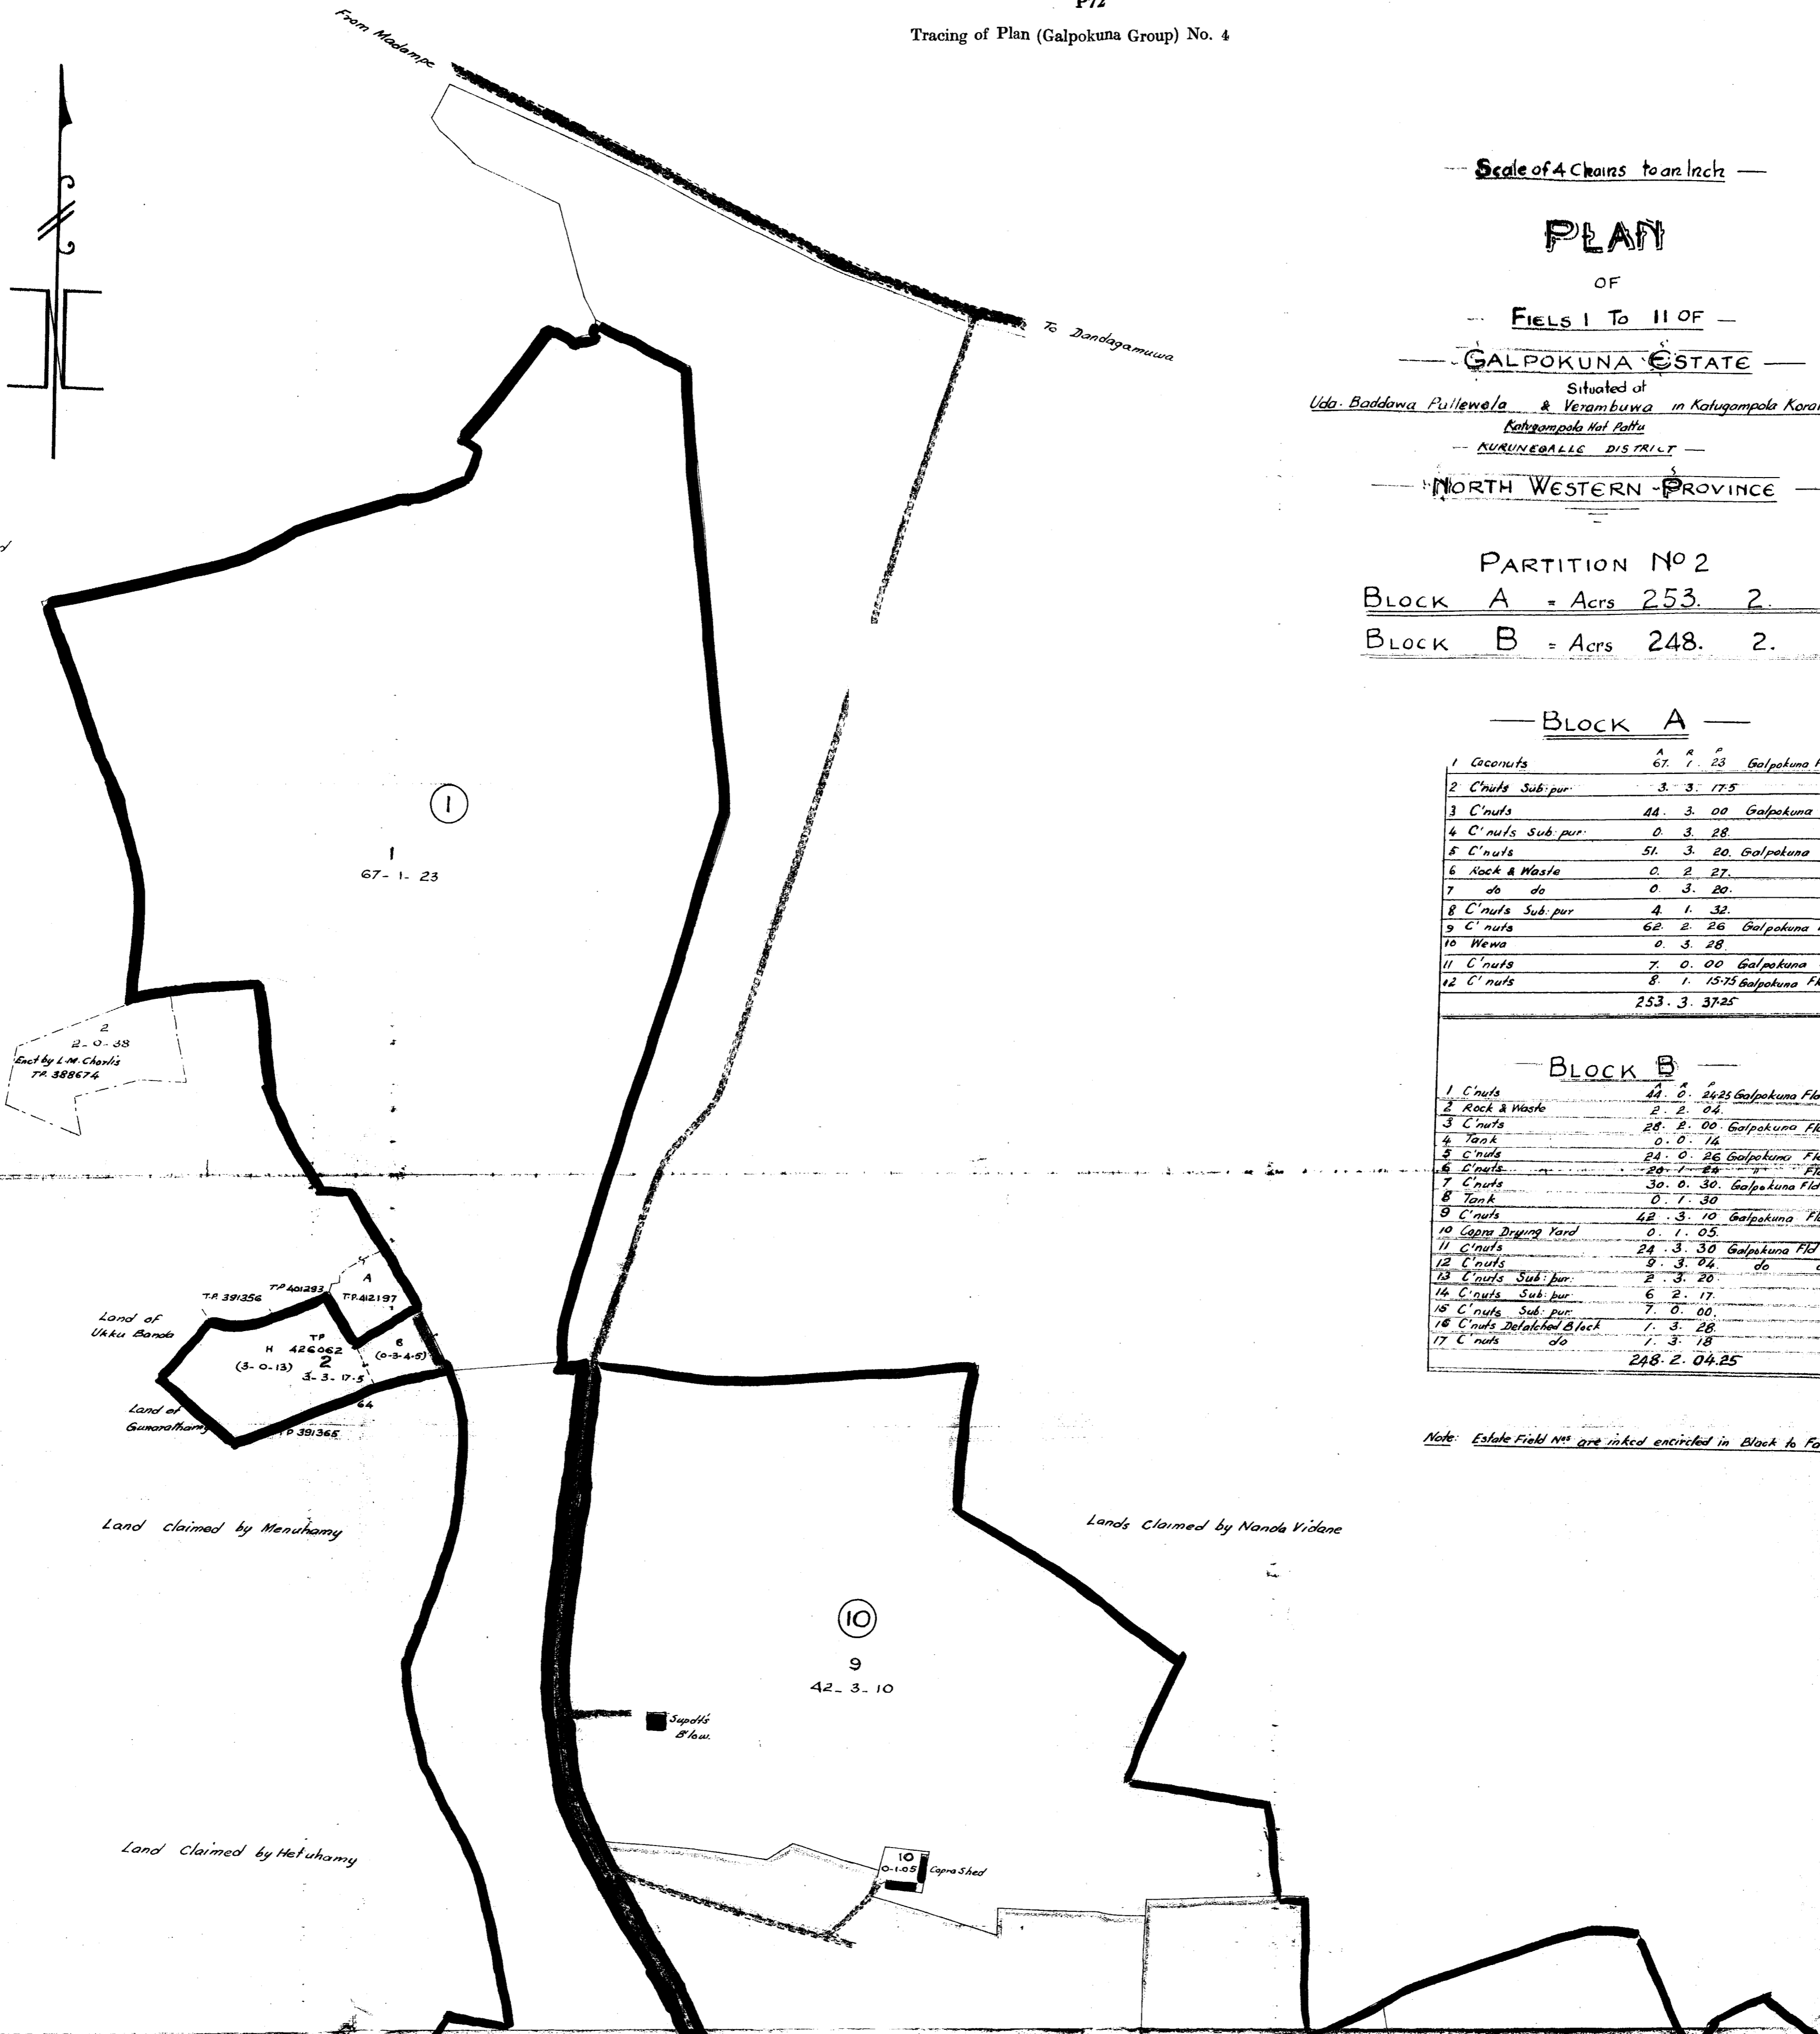 P72
Tracing of Plan (Galpokuna Group) No. 4
From Madampe
To Dandagamuwa
Scale of 4 Chains to an Inch
PLAN
OF
FIELS 1 To 11 OF
GALPOKUNA ESTATE
Situated at
Uda. Baddawa Pallewela & Verambuwa in Katugampola
Katugampola Hat Pattu
KURUNEGALLE DISTRICT
NORTH WESTERN PROVINCE
PARTITION No 2
BLOCK A = Acrs 253. 2.
BLOCK B = Acrs 248. 2.
BLOCK A
A R P
1 Coconuts 67. 1. 23 Galpokuna
2 C'nuts Sub: pur: 3. 3. 17.5
3 C'nuts 44. 3. 00 Galpokuna
4 C'nuts Sub: pur: 0. 3. 28.
5 C'nuts 51. 3. 20. Galpokuna
6 Rock & Waste 0. 2 27.
7 do do 0. 3. 20.
8 C'nuts Sub: pur 4. 1. 32.
9 C'nuts 62. 2. 26 Galpokuna
10 Wewa 0. 3. 28
11 C'nuts 7. 0. 00 Galpokuna
12 C'nuts 8. 1. 15.75 Galpokuna
253. 3. 37.25
BLOCK B
A R P
1 C'nuts 44. 0. 24.25 Galpokuna
2 Rock & Waste 2. 2. 04.
3 C'nuts 28. 2. 00. Galpokuna
4 Tank 0. 0. 14
5 C'nuts 24. 0. 26 Galpokuna
6 C'nuts 20. 1. 24 "
7 C'nuts 30. 0. 30. Galpokuna Fld
8 Tank 0. 1. 30
9 C'nuts 42. 3. 10 Galpokuna
10 Copra Drying Yard 0. 1. 05.
11 C'nuts 24. 3. 30 Galpokuna Fld
12 C'nuts 9. 3. 04. do
13 C'nuts Sub: pur: 2. 3. 20
14 C'nuts Sub: pur 6 2. 17.
15 C'nuts Sub: pur: 7. 0. 00.
16 C'nuts Detalched Block 1. 3. 28
17 C'nuts do 1. 3. 18
248. 2. 04.25
Note: Estate Field Nos are inked encircled in Black to
1
1
67-1-23
2
2-0-38
Enct by L.M. Charlis
T.P. 388674
A
T.P. 412197
T.P. 401293
T.P. 391356
Land of
Ukku Banda
TP
H 426062
(3-0-13) 2
3-3-17.5
B
(0-3-4.5)
64
Land of
T.P 391365
Land claimed by Menuhamy
Lands Claimed by Nanda Vidane
10
9
42-3-10
Supdt's
B'low.
Land Claimed by Hetuhamy
10
0-1-05
Copra Shed